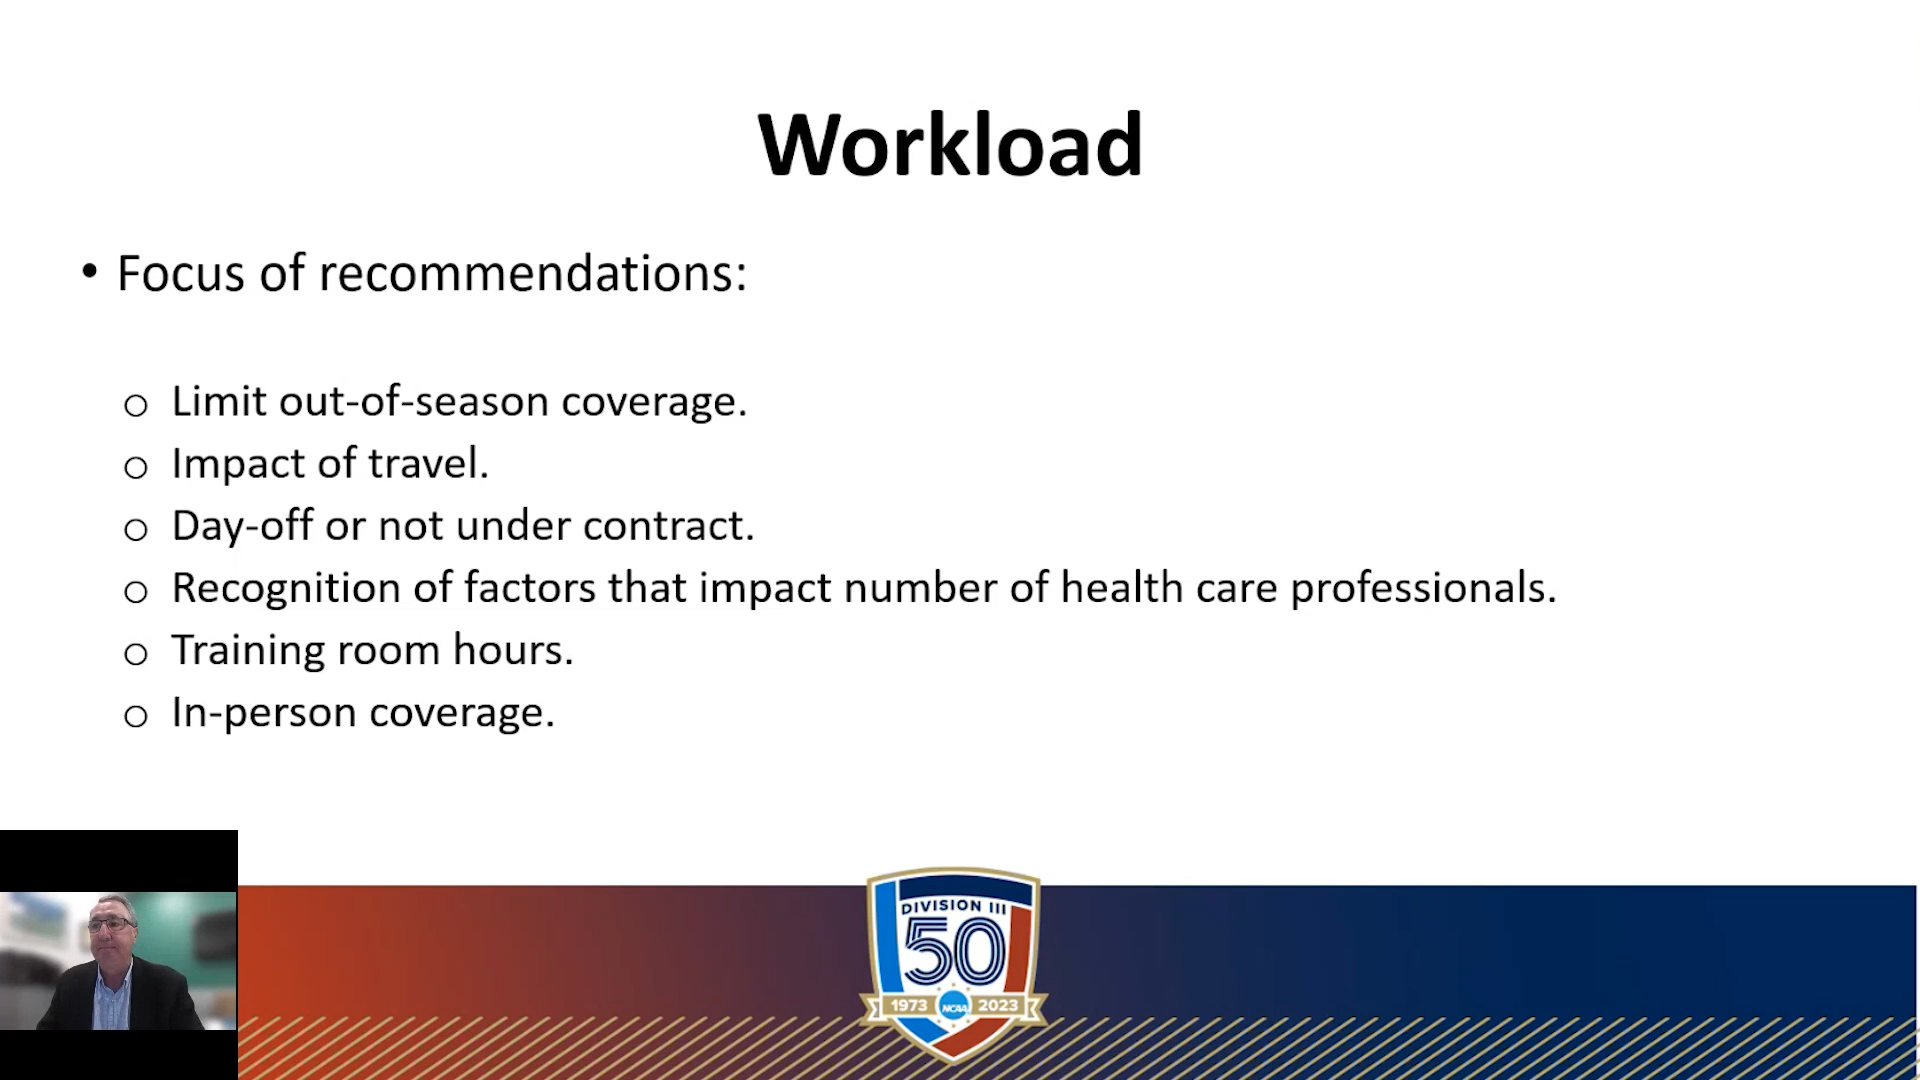 Workload
• Focus of recommendations:
o Limit out-of-season coverage.
o Impact of travel.
o Day-off or not under contract.
o Recognition of factors that impact number of health care professionals.
o Training room hours.
o In-person coverage.
DIVISION III
50
1973 NCAA 2023